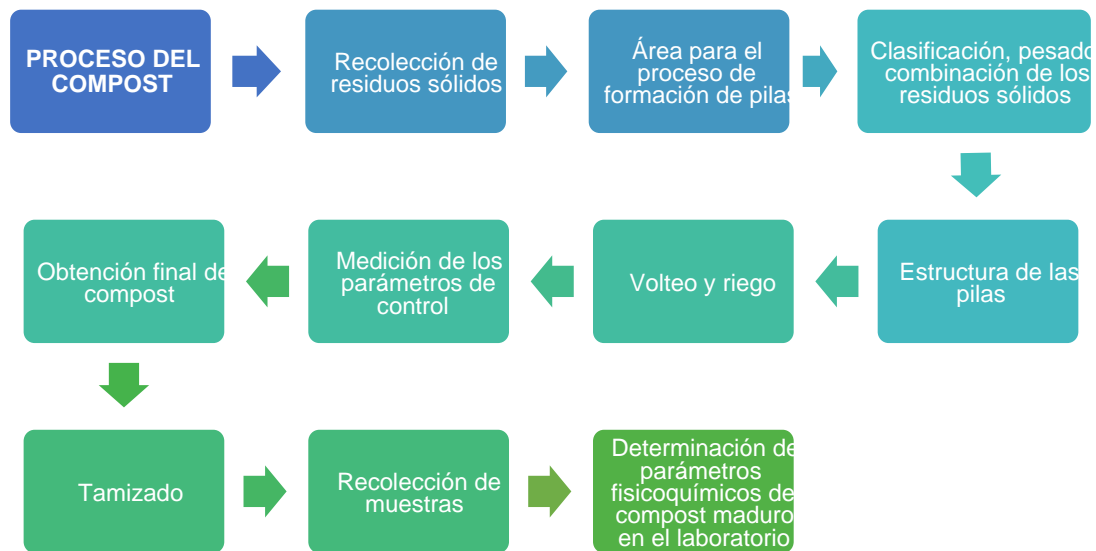 PROCESO DEL
COMPOST
Recolección de
residuos sólidos
Área para el
proceso de
formación de pilas
Clasificación, pesado
combinación de los
residuos sólidos
Estructura de las
pilas
Volteo y riego
Medición de los
parámetros de
control
Obtención final de
compost
Tamizado
Recolección de
muestras
Determinación de
parámetros
fisicoquímicos de
compost maduro
en el laboratorio